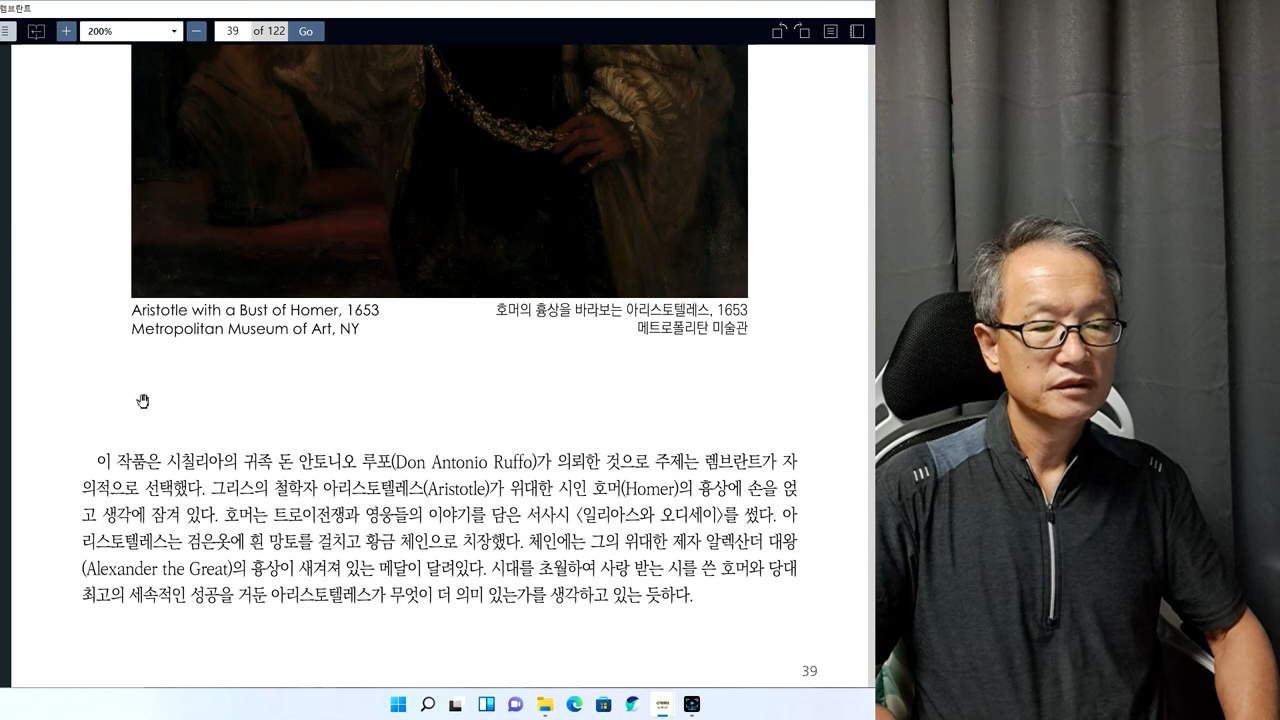 렘브란트
200%
39 of 122 Go
Aristotle with a Bust of Homer, 1653
Metropolitan Museum of Art, NY
호머의 흉상을 바라보는 아리스토텔레스, 1653
메트로폴리탄 미술관
이 작품은 시칠리아의 귀족 돈 안토니오 루포(Don Antonio Ruffo)가 의뢰한 것으로 주제는 렘브란트가 자
의적으로 선택했다. 그리스의 철학자 아리스토텔레스(Aristotle)가 위대한 시인 호머(Homer)의 흉상에 손을 얹
고 생각에 잠겨 있다. 호머는 트로이전쟁과 영웅들의 이야기를 담은 서사시 〈일리아스와 오디세이〉를 썼다. 아
리스토텔레스는 검은옷에 흰 망토를 걸치고 황금 체인으로 치장했다. 체인에는 그의 위대한 제자 알렉산더 대왕
(Alexander the Great)의 흉상이 새겨져 있는 메달이 달려있다. 시대를 초월하여 사랑 받는 시를 쓴 호머와 당대
최고의 세속적인 성공을 거둔 아리스토텔레스가 무엇이 더 의미 있는가를 생각하고 있는 듯하다.
39